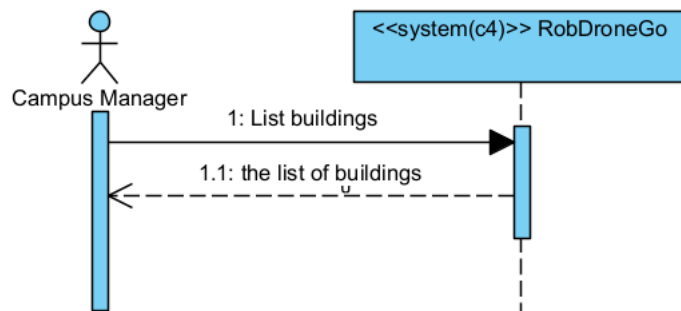 <<system(c4)>> RobDroneGo
Campus Manager
1: List buildings
1.1: the list of buildings